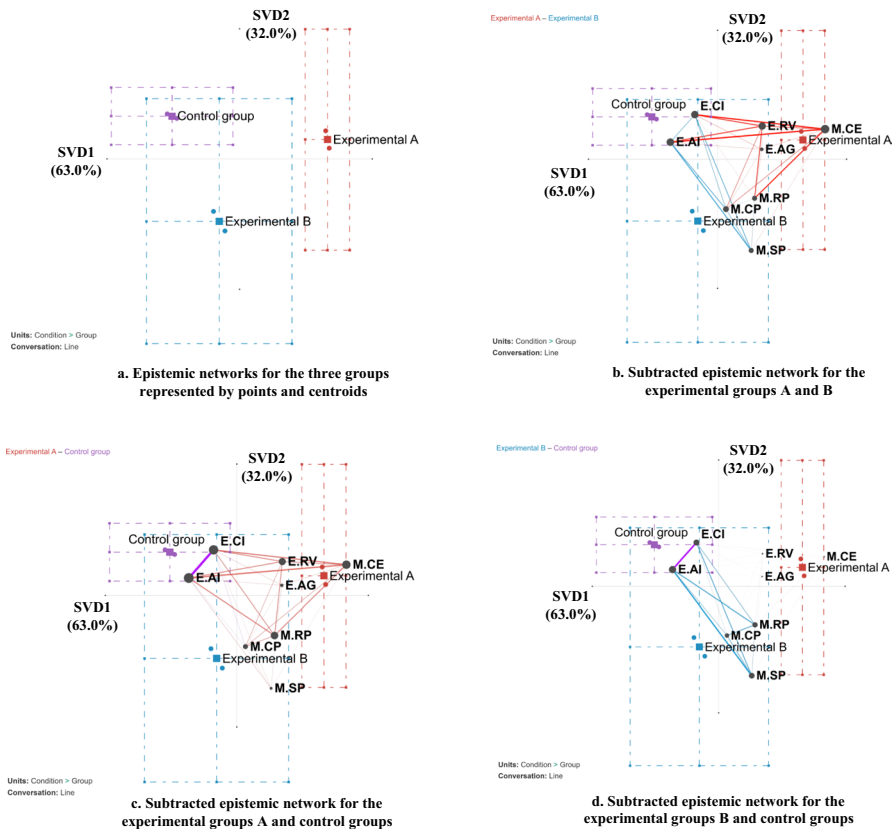 SVD2
(32.0%)
Control group
Experimental A
SVD1
(63.0%)
Experimental B
Units: Condition > Group
Conversation: Line
a. Epistemic networks for the three groups
represented by points and centroids
Experimental A – Experimental B
SVD2
(32.0%)
Control group
E.CI
E.RV
M.CE
E.AI
E.AG
Experimental A
SVD1
(63.0%)
M.RP
M.CP
Experimental B
M.SP
Units: Condition > Group
Conversation: Line
b. Subtracted epistemic network for the
experimental groups A and B
Experimental A – Control group
SVD2
(32.0%)
Control group
E.CI
E.RV
M.CE
E.AI
E.AG
Experimental A
SVD1
(63.0%)
M.RP
M.CP
Experimental B
M.SP
Units: Condition > Group
Conversation: Line
c. Subtracted epistemic network for the
experimental groups A and control groups
Experimental B – Control group
SVD2
(32.0%)
Control group
E.CI
E.RV
M.CE
E.AI
E.AG
Experimental A
SVD1
(63.0%)
M.RP
M.CP
Experimental B
M.SP
Units: Condition > Group
Conversation: Line
d. Subtracted epistemic network for the
experimental groups B and control groups